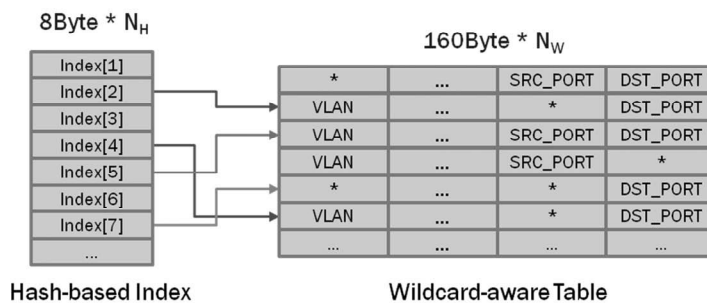 8Byte * N_H
160Byte * N_W
Index[1]
Index[2]
Index[3]
Index[4]
Index[5]
Index[6]
Index[7]
...
* ... SRC_PORT DST_PORT
VLAN ... * DST_PORT
VLAN ... SRC_PORT DST_PORT
VLAN ... SRC_PORT *
* ... * DST_PORT
VLAN ... * DST_PORT
... ... ... ...
Hash-based Index
Wildcard-aware Table